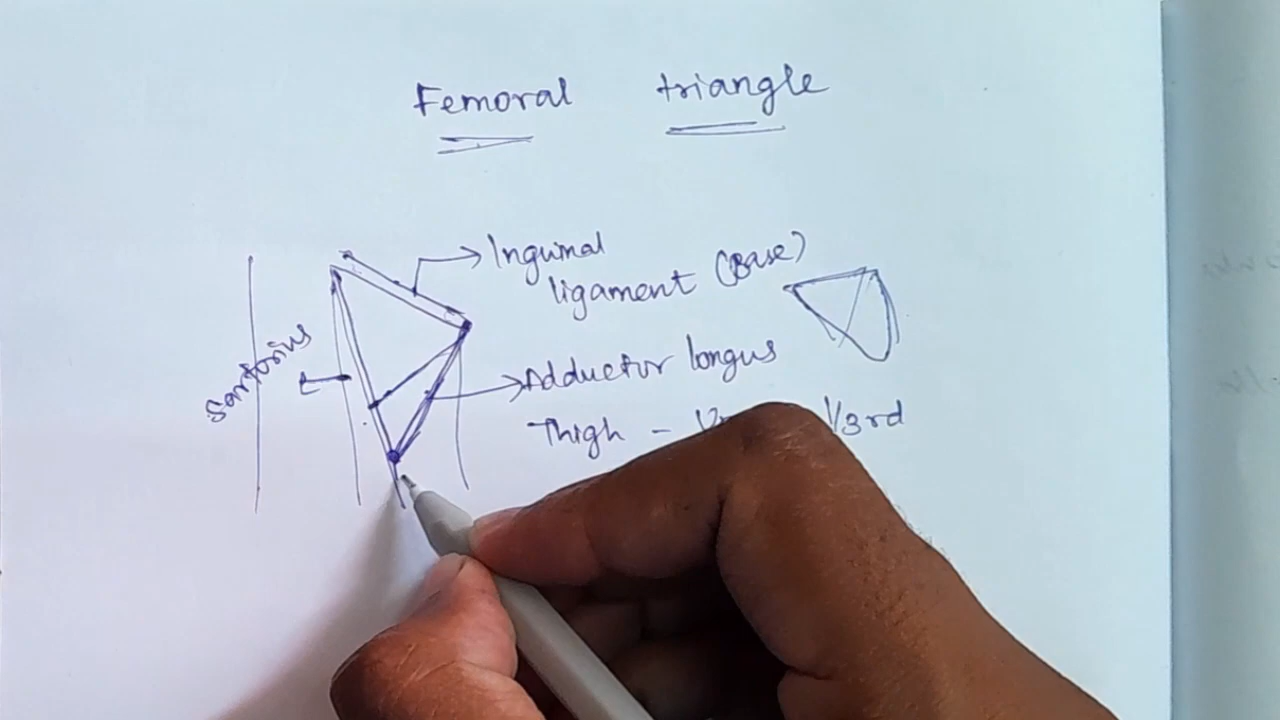 Femoral triangle
Inguinal
ligament (Base)
Sartorius
Adductor longus
Thigh - 1/3rd